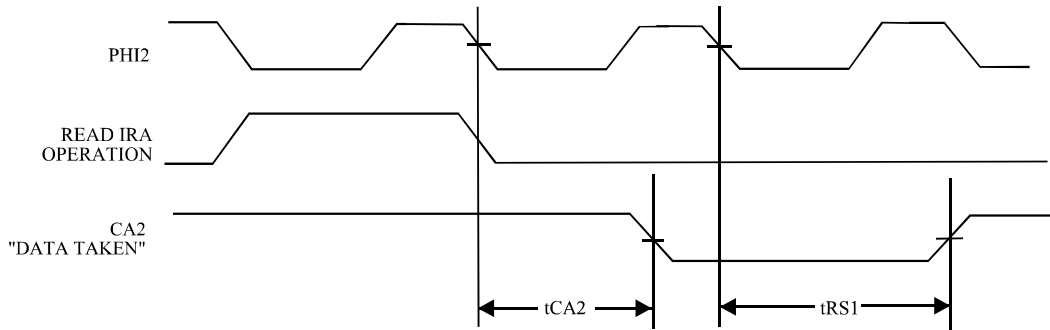 PHI2
READ IRA
OPERATION
CA2
"DATA TAKEN"
tCA2
tRS1